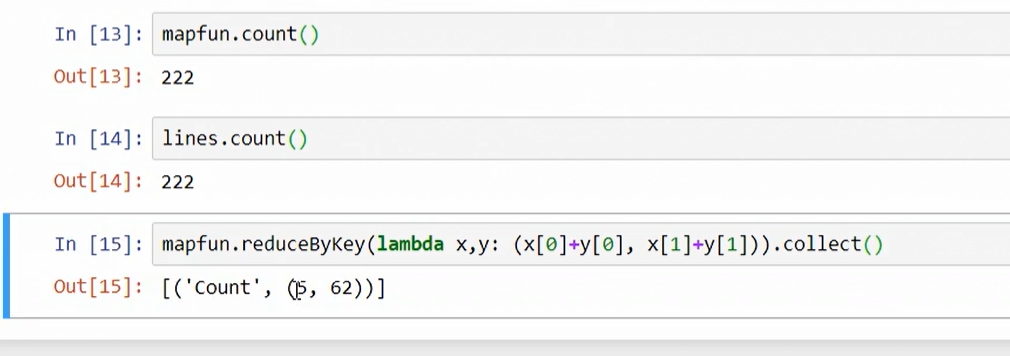 In [13]: mapfun.count()
Out[13]: 222
In [14]: lines.count()
Out[14]: 222
In [15]: mapfun.reduceByKey(lambda x,y: (x[0]+y[0], x[1]+y[1])).collect()
Out[15]: [('Count', (5, 62))]